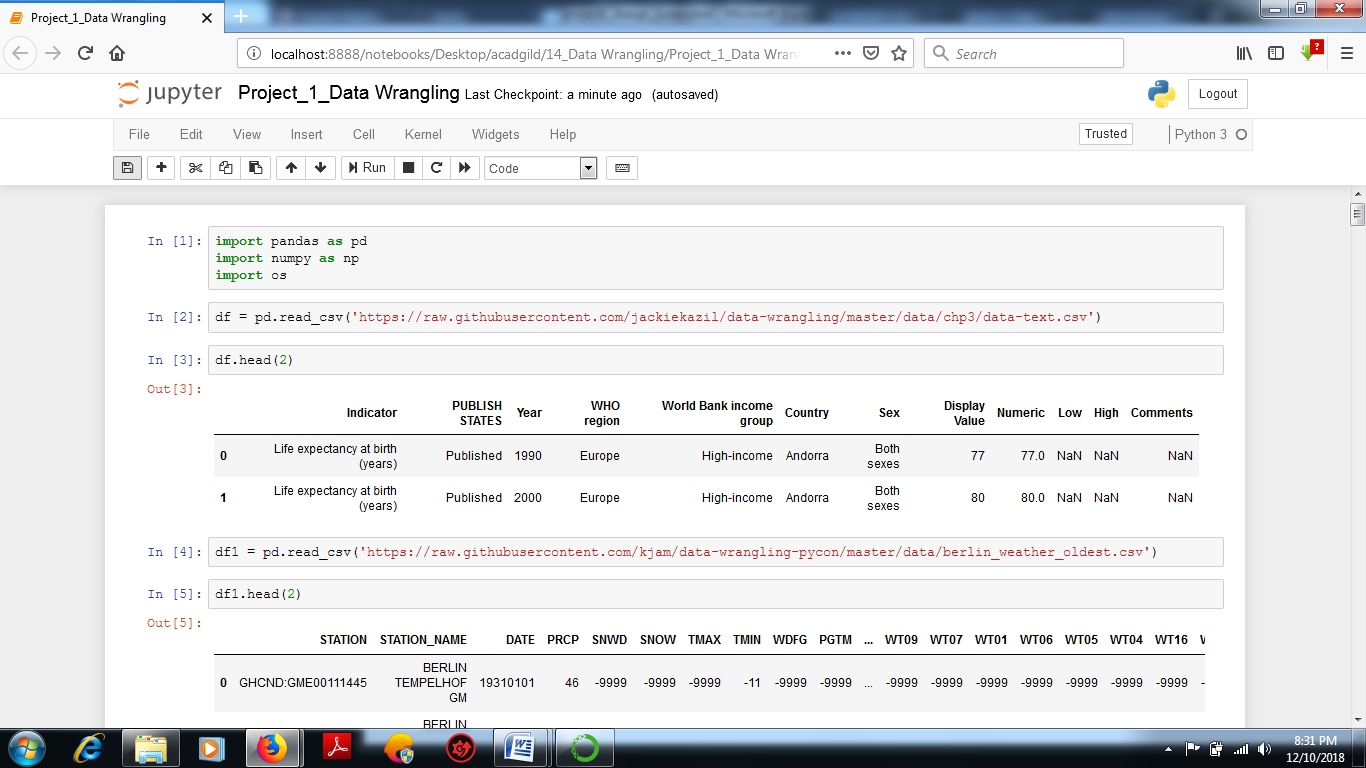 Project_1_Data Wrangling
localhost:8888/notebooks/Desktop/acadgild/14_Data Wrangling/Project_1_Data Wran
Search
?
jupyter Project_1_Data Wrangling Last Checkpoint: a minute ago (autosaved)
Logout
File Edit View Insert Cell Kernel Widgets Help
Trusted
Python 3
Run
Code
In [1]: import pandas as pd
import numpy as np
import os
In [2]: df = pd.read_csv('https://raw.githubusercontent.com/jackiekazil/data-wrangling/master/data/chp3/data-text.csv')
In [3]: df.head(2)
Out[3]:
Indicator PUBLISH STATES Year WHO region World Bank income group Country Sex Display Value Numeric Low High Comments
0 Life expectancy at birth (years) Published 1990 Europe High-income Andorra Both sexes 77 77.0 NaN NaN NaN
1 Life expectancy at birth (years) Published 2000 Europe High-income Andorra Both sexes 80 80.0 NaN NaN NaN
In [4]: df1 = pd.read_csv('https://raw.githubusercontent.com/kjam/data-wrangling-pycon/master/data/berlin_weather_oldest.csv')
In [5]: df1.head(2)
Out[5]:
STATION STATION_NAME DATE PRCP SNWD SNOW TMAX TMIN WDFG PGTM ... WT09 WT07 WT01 WT06 WT05 WT04 WT16
0 GHCND:GME00111445 BERLIN TEMPELHOF GM 19310101 46 -9999 -9999 -9999 -11 -9999 -9999 ... -9999 -9999 -9999 -9999 -9999 -9999 -9999
BERLIN
8:31 PM
12/10/2018